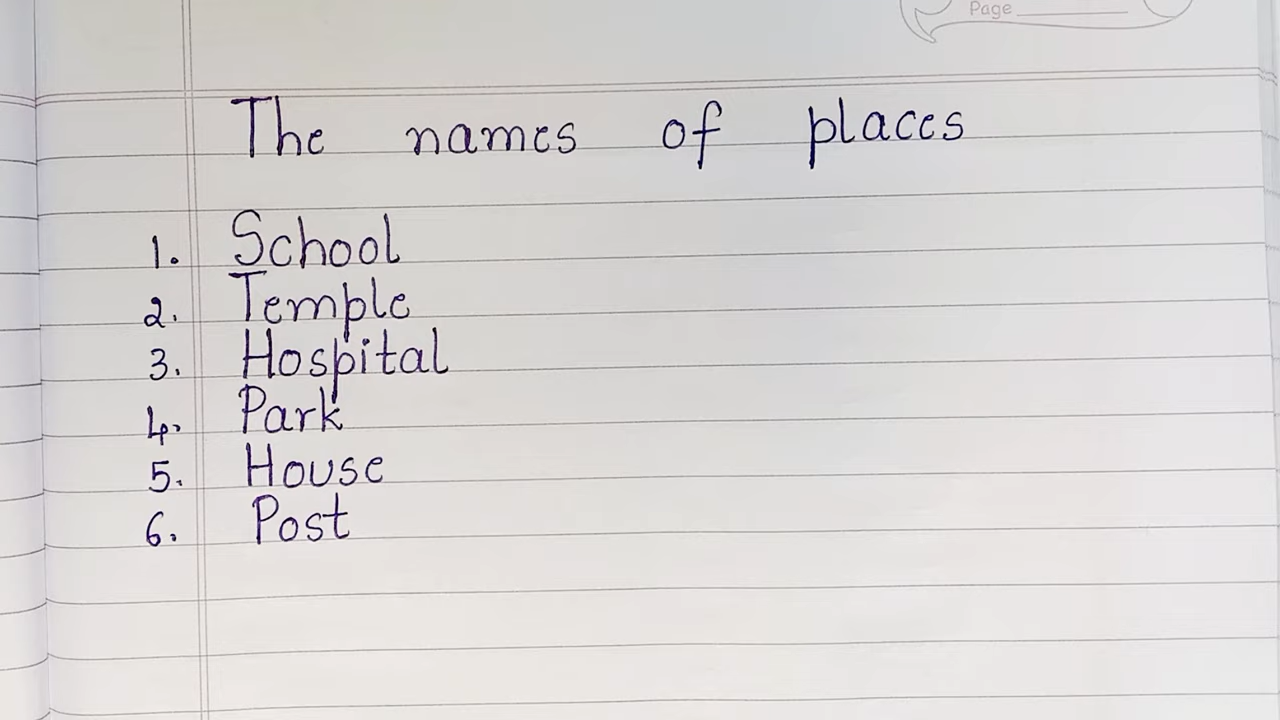 Page
The names of places
1. School
2. Temple
3. Hospital
4. Park
5. House
6. Post